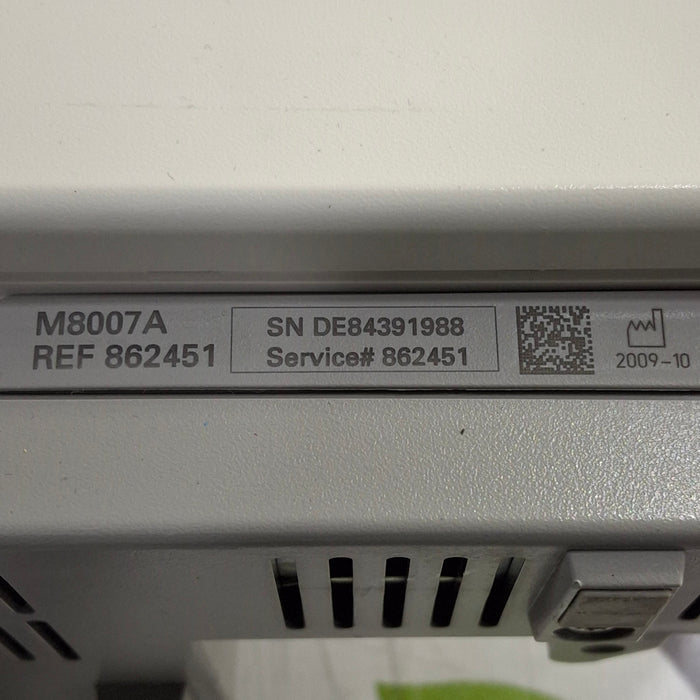 M8007A
REF 862451
SN DE84391988
Service# 862451
2009-10